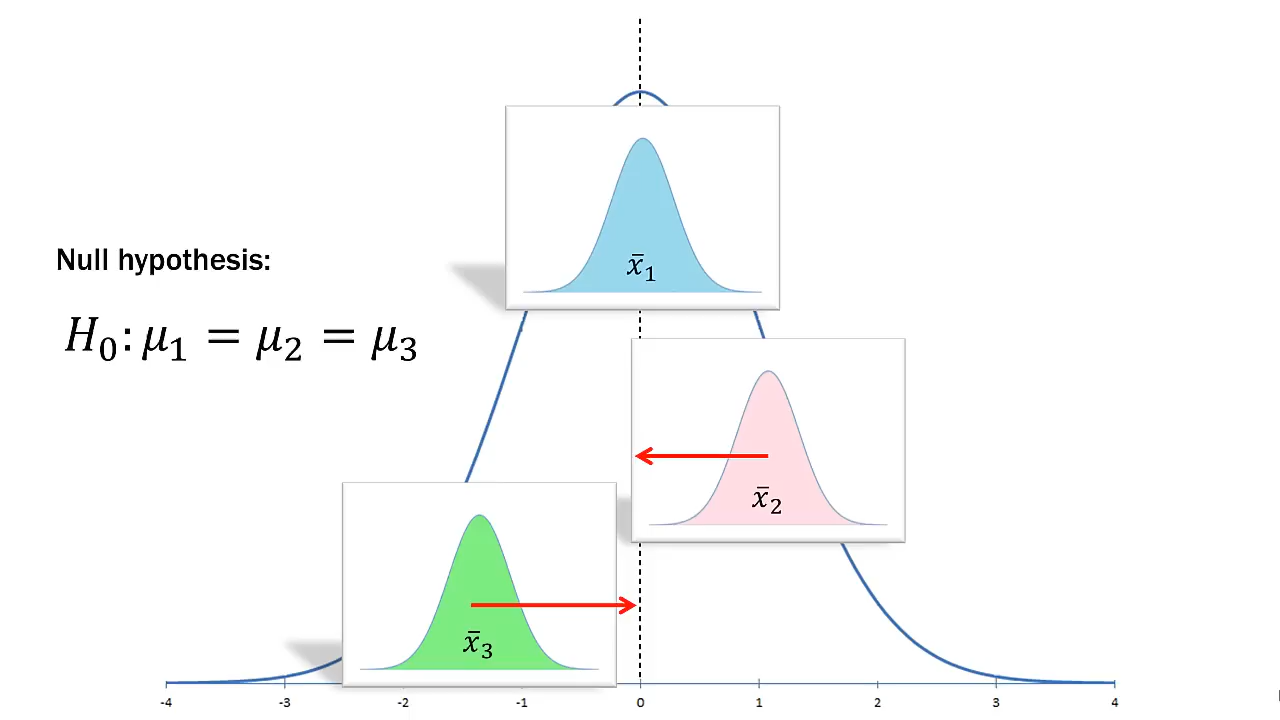 x̄₁
Null hypothesis:
H₀: μ₁ = μ₂ = μ₃
x̄₂
x̄₃
-4 -3 -2 -1 0 1 2 3 4